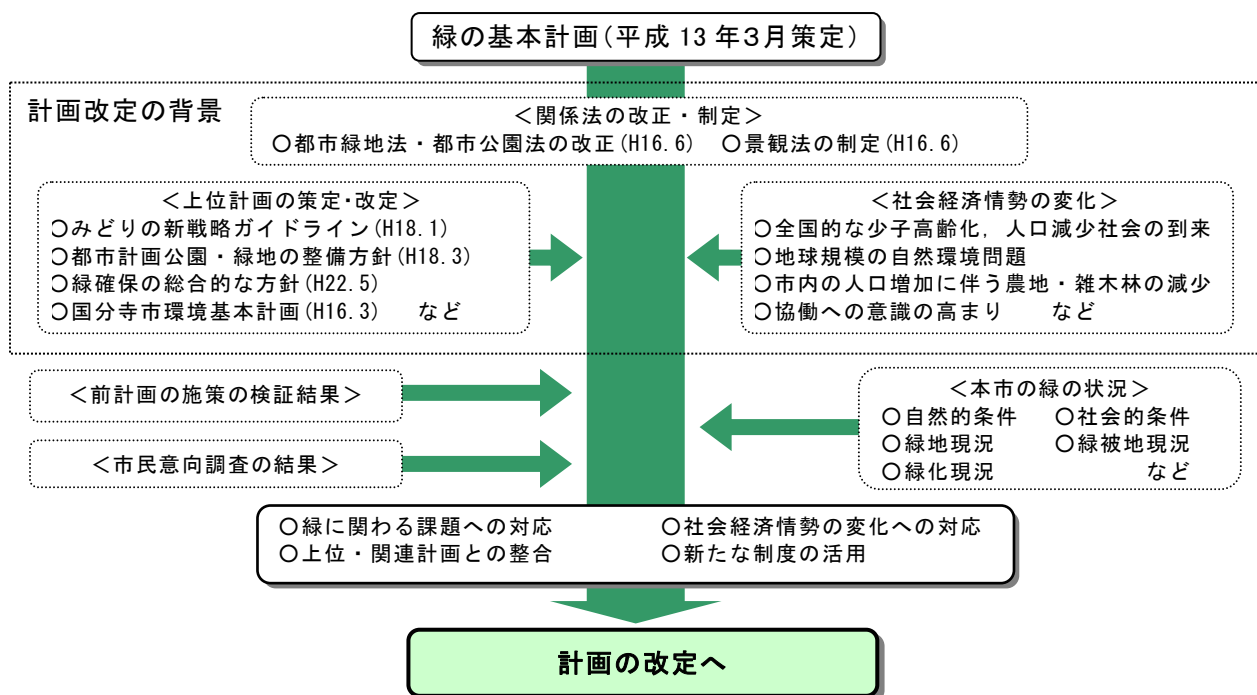 緑の基本計画(平成 13 年3月策定)
計画改定の背景
＜関係法の改正・制定＞
○都市緑地法・都市公園法の改正(H16.6) ○景観法の制定(H16.6)
＜上位計画の策定・改定＞
○みどりの新戦略ガイドライン(H18.1)
○都市計画公園・緑地の整備方針(H18.3)
○緑確保の総合的な方針(H22.5)
○国分寺市環境基本計画(H16.3) など
＜社会経済情勢の変化＞
○全国的な少子高齢化，人口減少社会の到来
○地球規模の自然環境問題
○市内の人口増加に伴う農地・雑木林の減少
○協働への意識の高まり など
＜前計画の施策の検証結果＞
＜市民意向調査の結果＞
＜本市の緑の状況＞
○自然的条件 ○社会的条件
○緑地現況 ○緑被地現況
○緑化現況 など
○緑に関わる課題への対応 ○社会経済情勢の変化への対応
○上位・関連計画との整合 ○新たな制度の活用
計画の改定へ